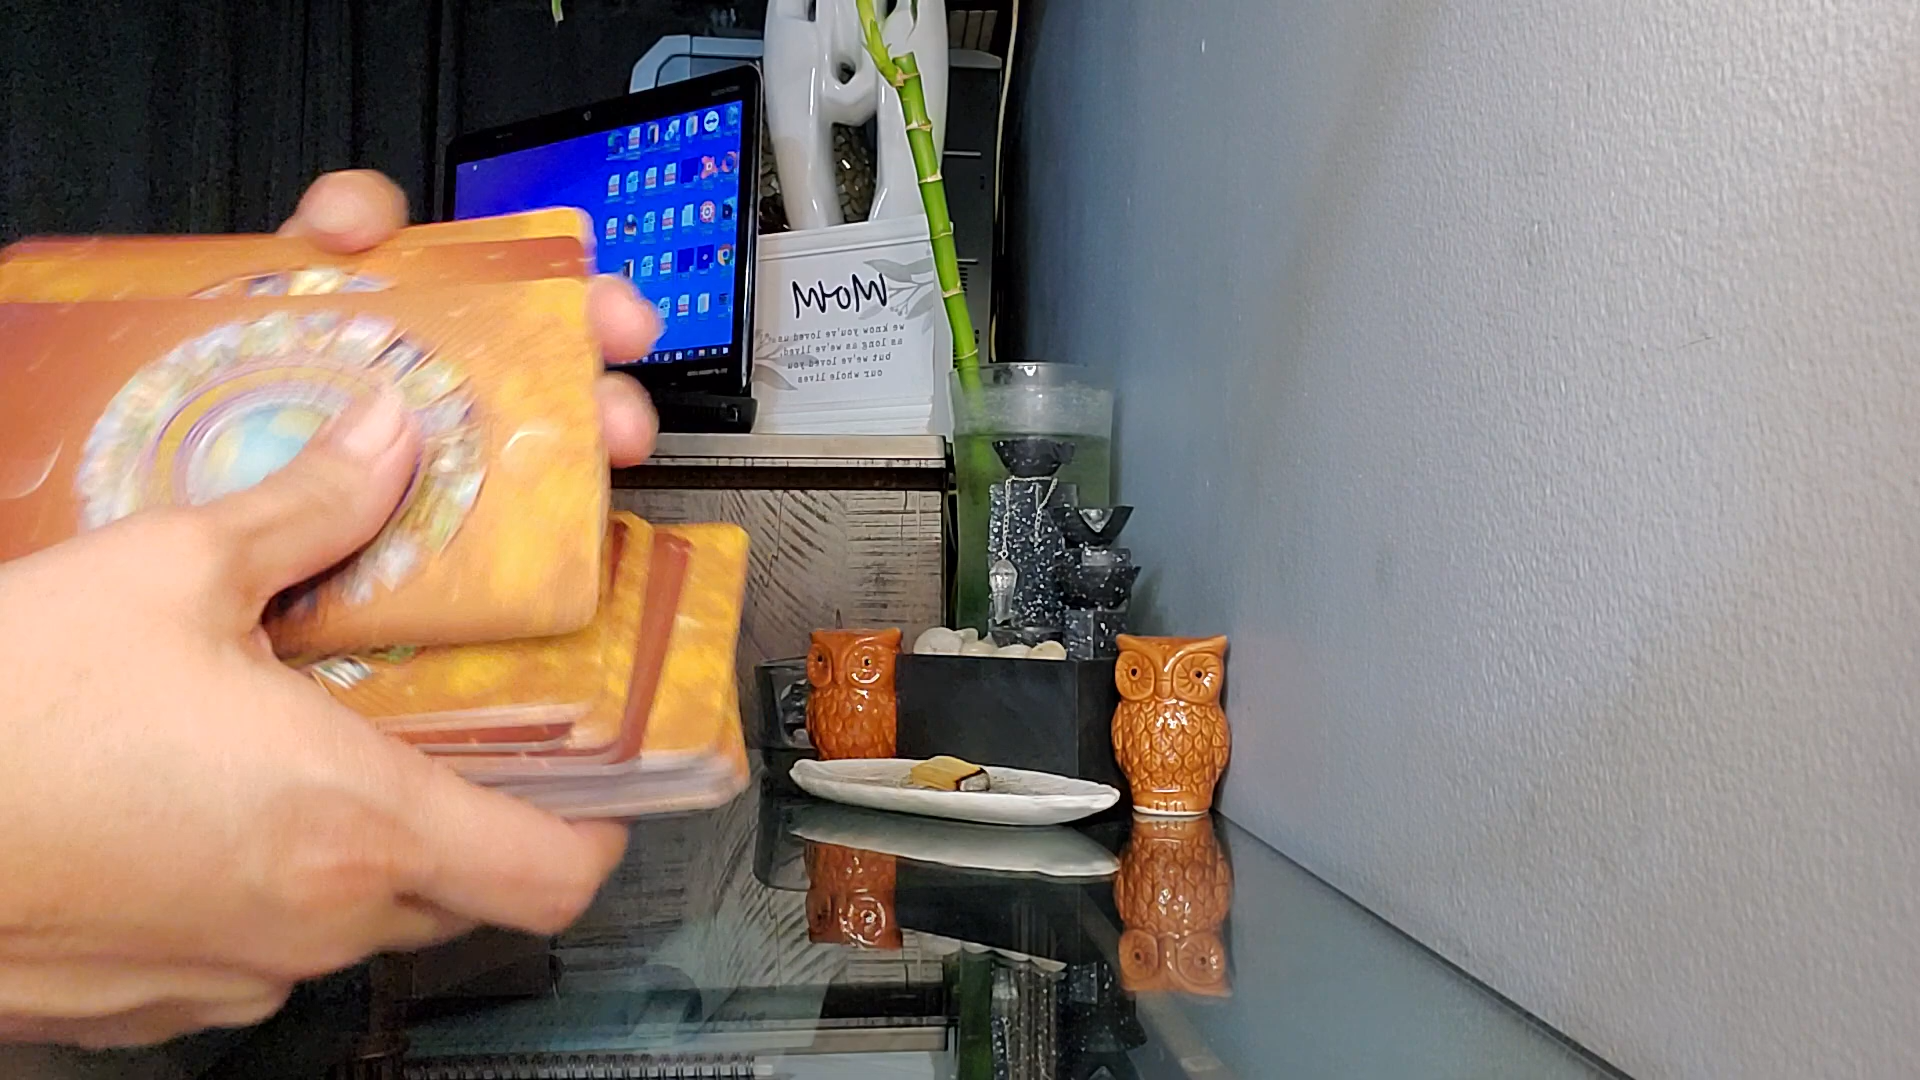 MOM
we know you've loved us
as long as we've lived,
but we've loved you
our whole lives